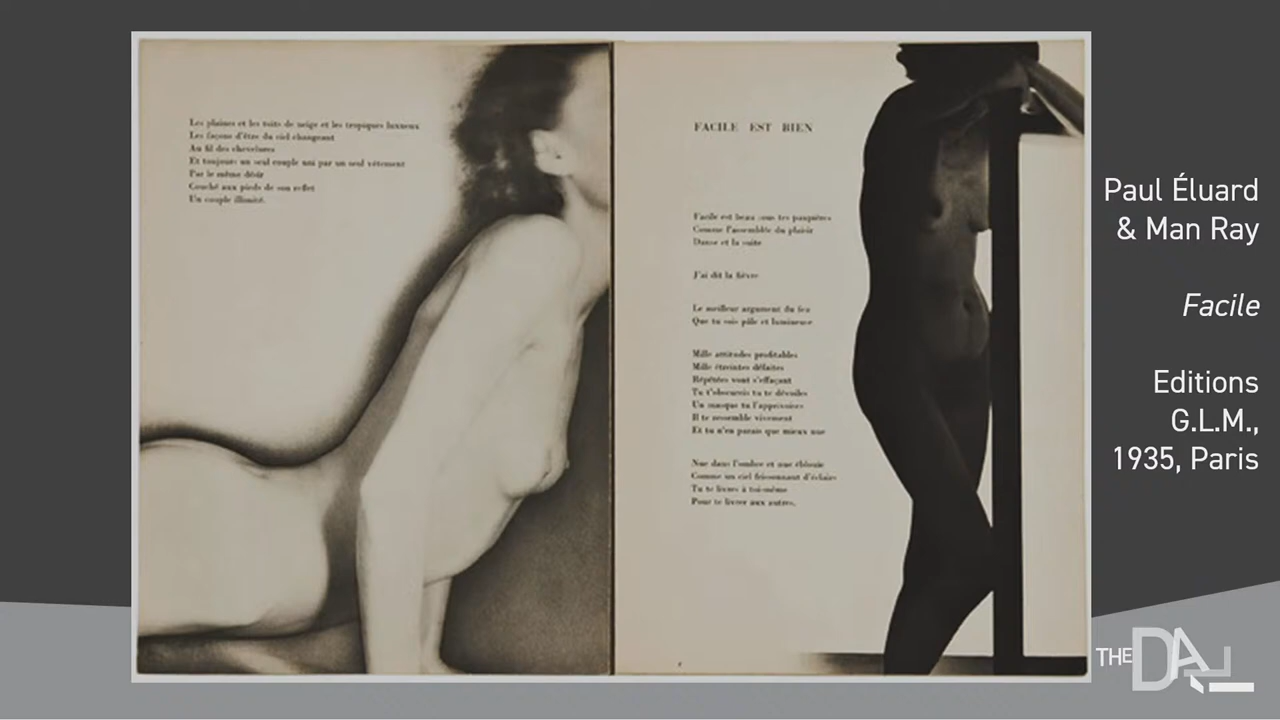 Les plaines et les toits de neige et les tropiques luxueux
Les façons d'être du ciel changeant
Au fil des chevelures
Et toujours un seul couple uni par un seul vêtement
Par le même désir
Couché aux pieds de son reflet
Un couple illimité.
FACILE EST BIEN
Facile est beau sous tes paupières
Comme l'assemblée du plaisir
Danse et la suite
J'ai dit la fièvre
Le meilleur argument du feu
Que tu sois pâle et lumineuse
Mille attitudes profitables
Mille étreintes défaites
Répétées vont s'effaçant
Tu t'obscurcis tu te dévoiles
Un masque tu l'apprivoises
Il te ressemble vivement
Et tu n'en parais que mieux nue
Nue dans l'ombre et nue éblouie
Comme un ciel frissonnant d'éclairs
Tu te livres à toi-même
Pour te livrer aux autres.
Paul Éluard
& Man Ray
Facile
Editions
G.L.M.,
1935, Paris
THE DALI